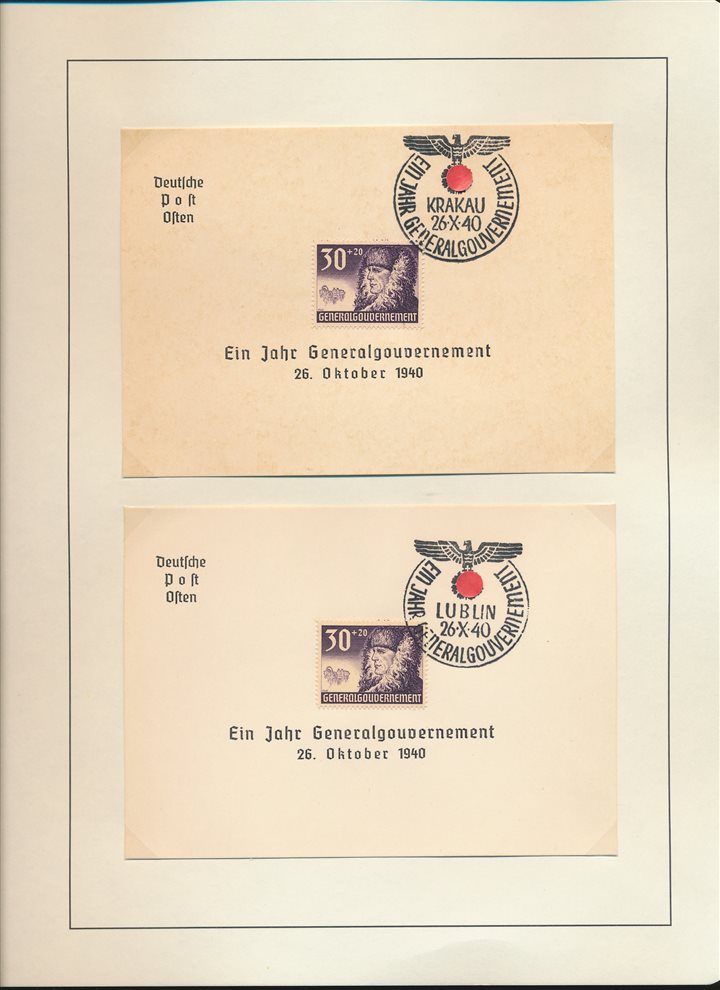 Deutsche
Post
Osten
EIN JAHR GENERALGOUVERNEMENT
KRAKAU
26·X·40
30+20
GENERALGOUVERNEMENT
Ein Jahr Generalgouvernement
26. Oktober 1940
Deutsche
Post
Osten
EIN JAHR GENERALGOUVERNEMENT
LUBLIN
26·X·40
30+20
GENERALGOUVERNEMENT
Ein Jahr Generalgouvernement
26. Oktober 1940